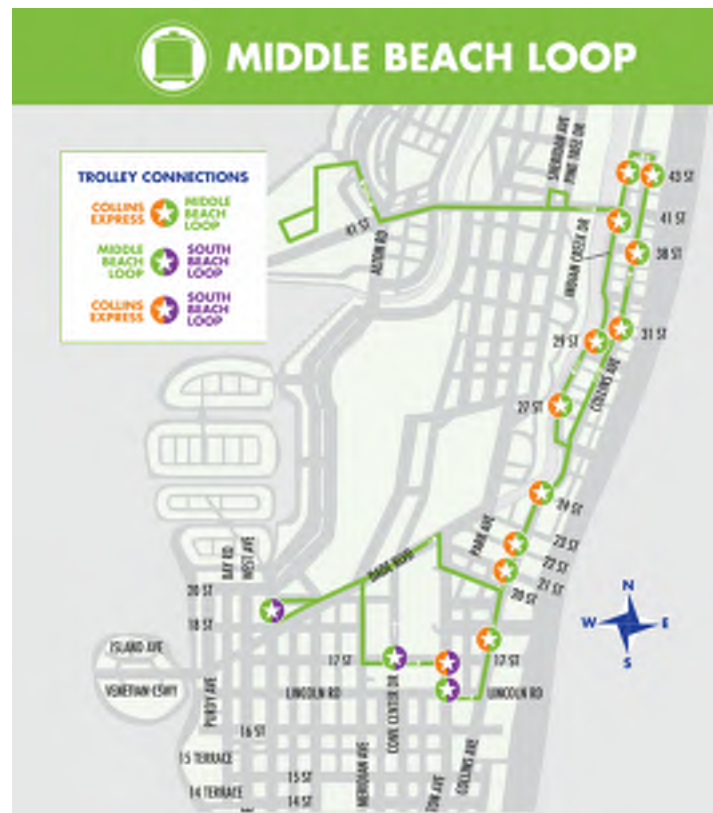 MIDDLE BEACH LOOP
TROLLEY CONNECTIONS
COLLINS
EXPRESS
MIDDLE
BEACH
LOOP
MIDDLE
BEACH
LOOP
SOUTH
BEACH
LOOP
COLLINS
EXPRESS
SOUTH
BEACH
LOOP
SHERIDAN AVE
PINE TREE DR
43 ST
41 ST
41 ST
ALTON RD
INDIAN CREEK DR
38 ST
29 ST
31 ST
COLLINS AVE
27 ST
24 ST
PARK AVE
23 ST
22 ST
21 ST
20 ST
DADE BLVD
BAY RD
WEST AVE
20 ST
18 ST
N
W
E
S
ISLAND AVE
VENETIAN CSWY
PURDY AVE
17 ST
17 ST
LINCOLN RD
LINCOLN RD
CONV. CENTER DR
16 ST
15 TERRACE
14 TERRACE
15 ST
14 ST
MERIDIAN AVE
TON AVE
COLLINS AVE